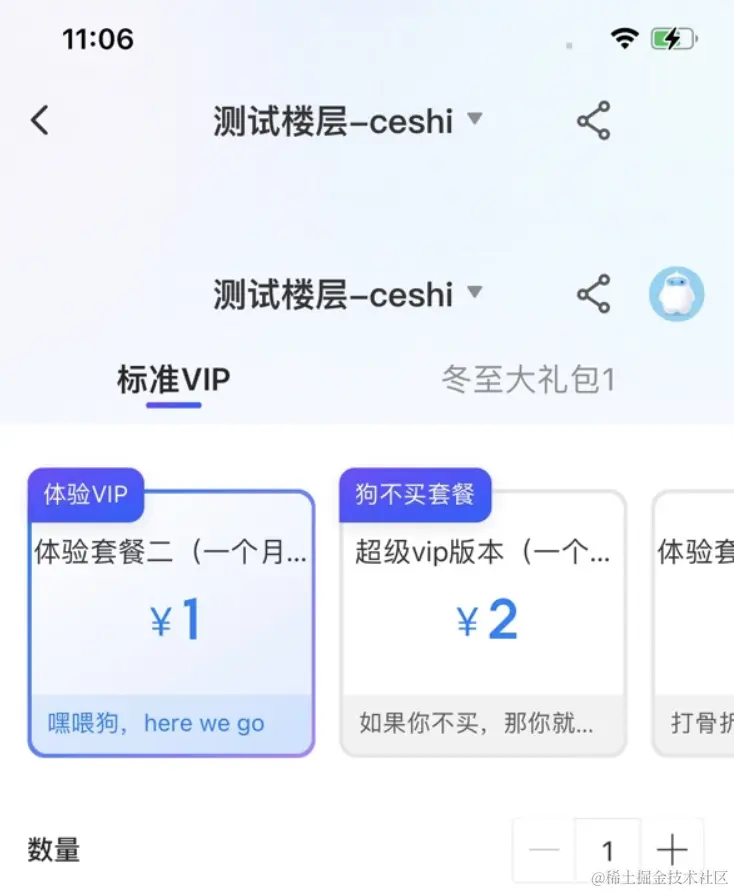 11:06
测试楼层-ceshi
测试楼层-ceshi
标准VIP 冬至大礼包1
体验VIP 狗不买套餐
体验套餐二（一个月... 超级vip版本（一个... 体验套
¥1 ¥2
嘿喂狗，here we go 如果你不买，那你就... 打骨折
数量 1
@稀土掘金技术社区